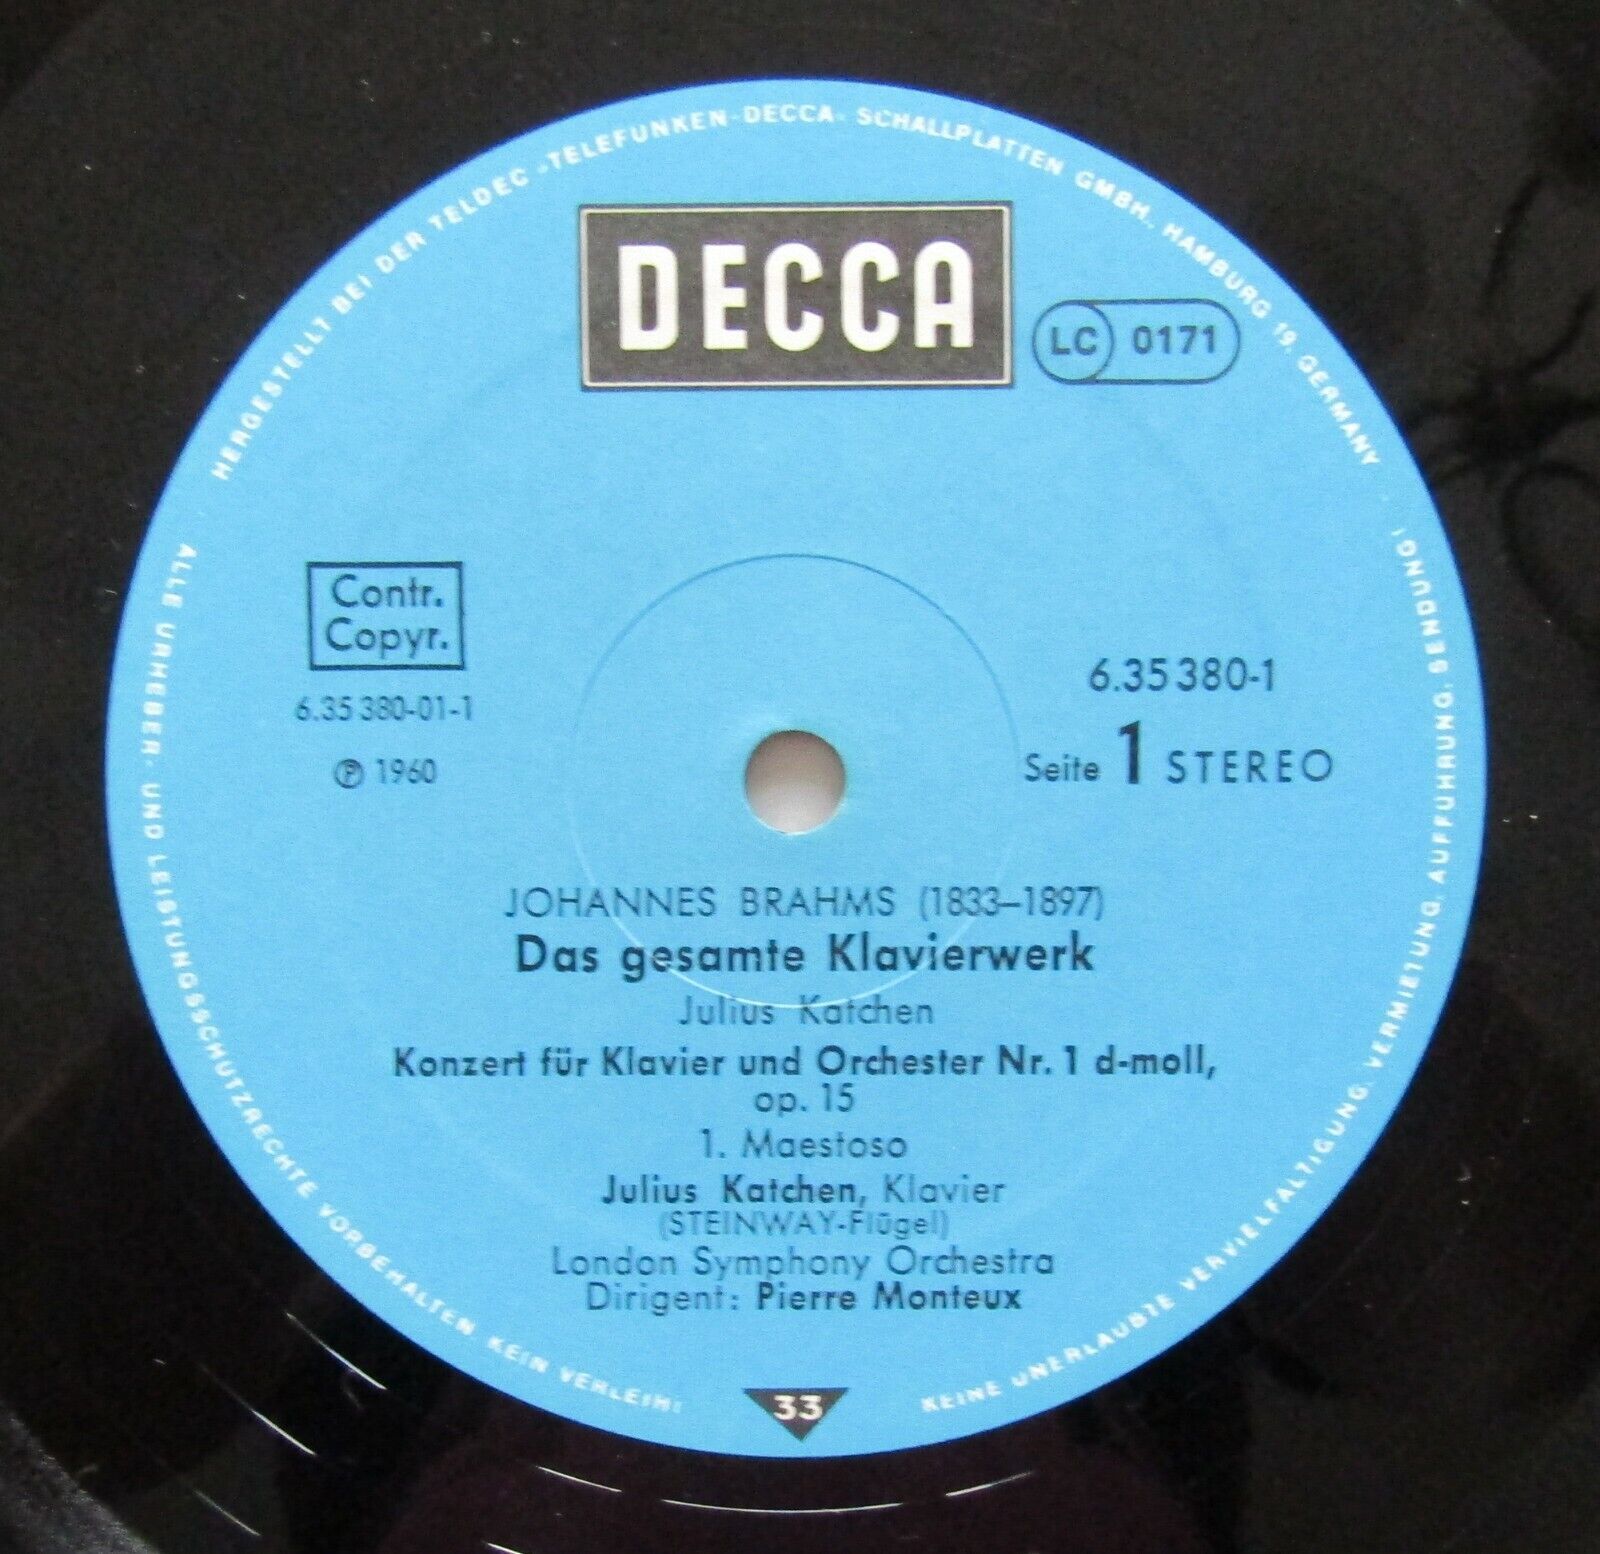 HERGESTELLT BEI DER TELDEC »TELEFUNKEN-DECCA« SCHALLPLATTEN GMBH., HAMBURG 19, GERMANY
DECCA
LC 0171
Contr.
Copyr.
6.35 380-01-1
℗ 1960
6.35 380-1
Seite 1 STEREO
JOHANNES BRAHMS (1833–1897)
Das gesamte Klavierwerk
Julius Katchen
Konzert für Klavier und Orchester Nr. 1 d-moll,
op. 15
1. Maestoso
Julius Katchen, Klavier
(STEINWAY-Flügel)
London Symphony Orchestra
Dirigent: Pierre Monteux
33
ALLE URHEBER- UND LEISTUNGSSCHUTZRECHTE VORBEHALTEN. KEIN VERLEIH!
KEINE UNERLAUBTE VERVIELFALTIGUNG, VERMIETUNG, AUFFUHRUNG, SENDUNG!